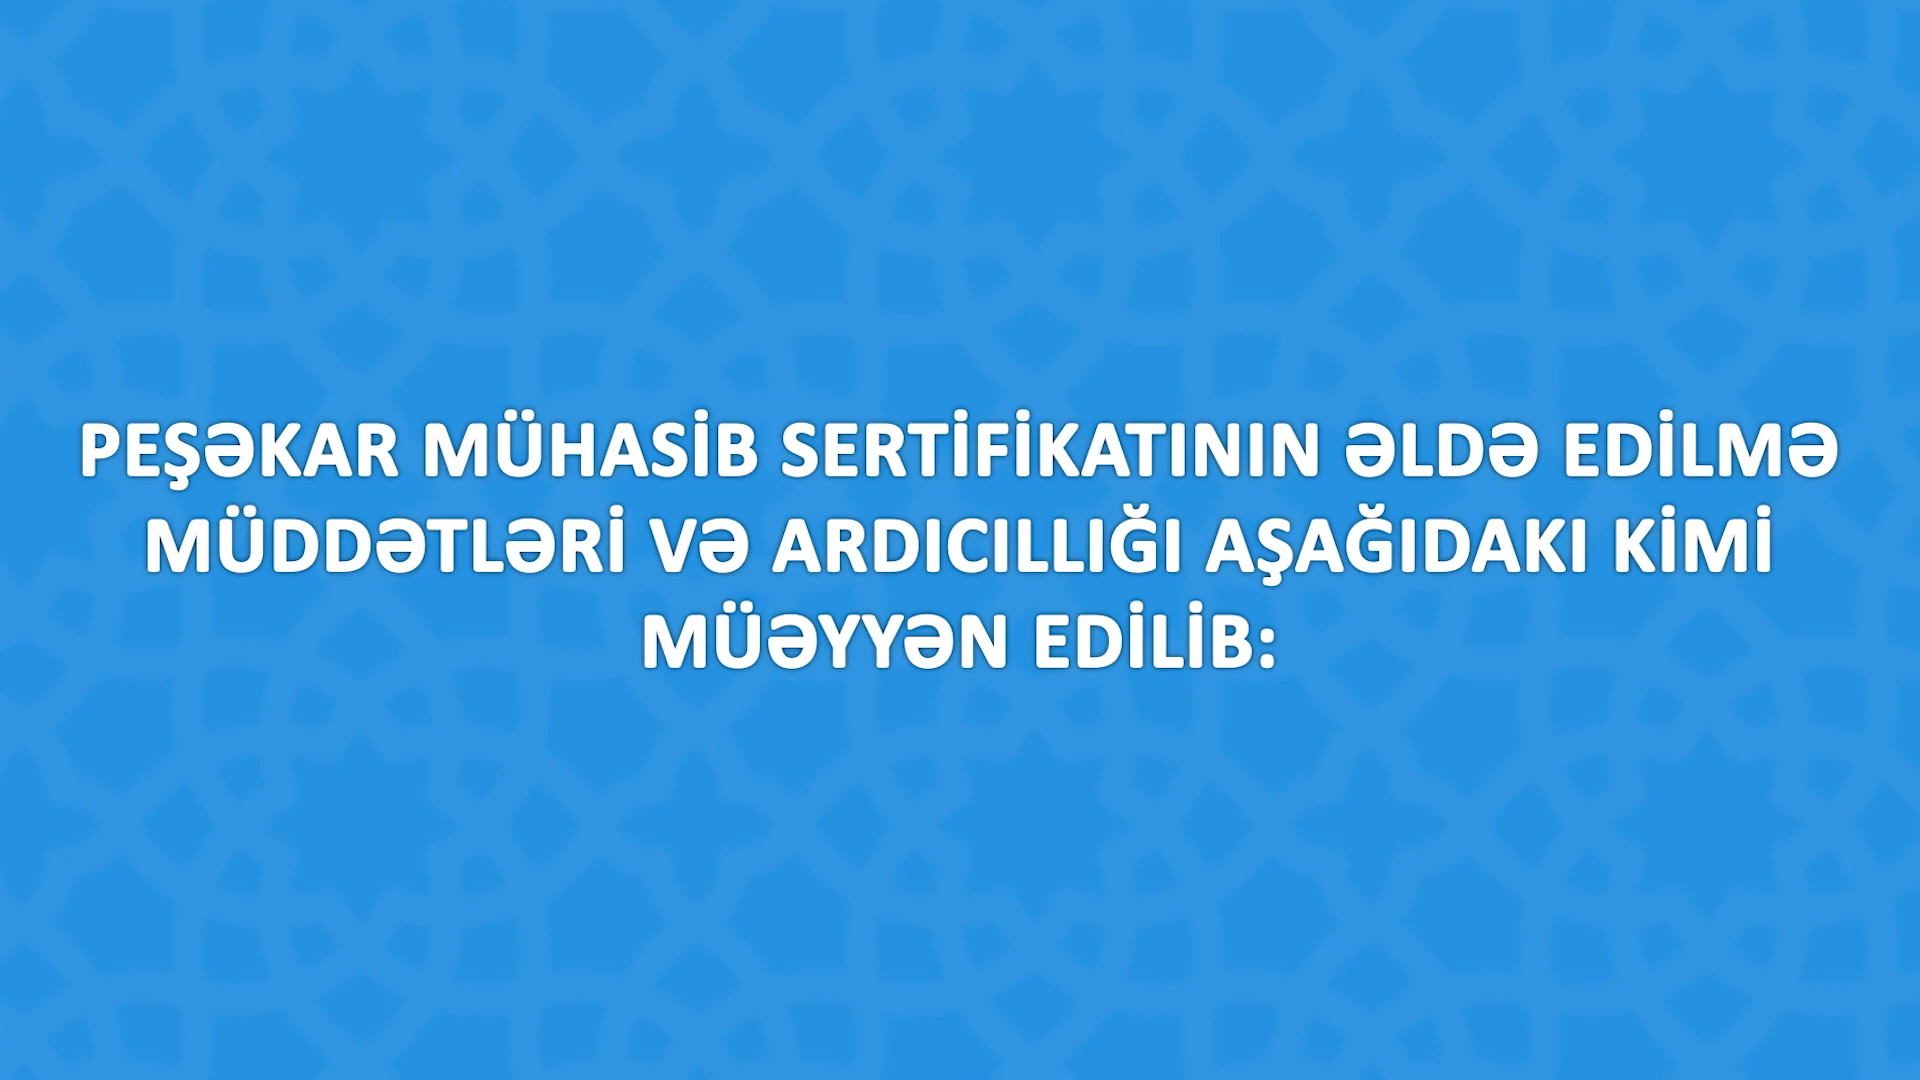 PEŞƏKAR MÜHASİB SERTİFİKATININ ƏLDƏ EDİLMƏ
MÜDDƏTLƏRİ VƏ ARDICILLIĞI AŞAĞIDAKI KİMİ
MÜƏYYƏN EDİLİB: